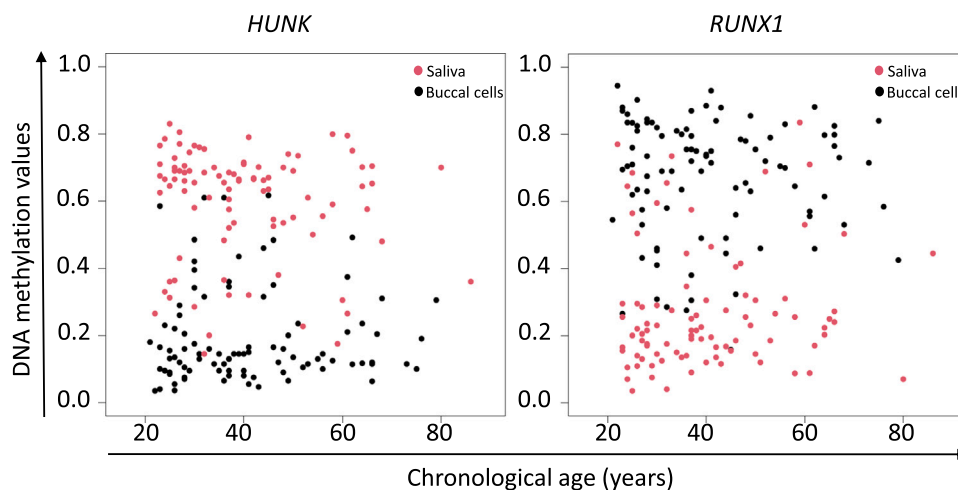 HUNK
RUNX1
DNA methylation values
1.0
0.8
0.6
0.4
0.2
0.0
Saliva
Buccal cells
20
40
60
80
1.0
0.8
0.6
0.4
0.2
0.0
Saliva
Buccal cell
20
40
60
80
Chronological age (years)